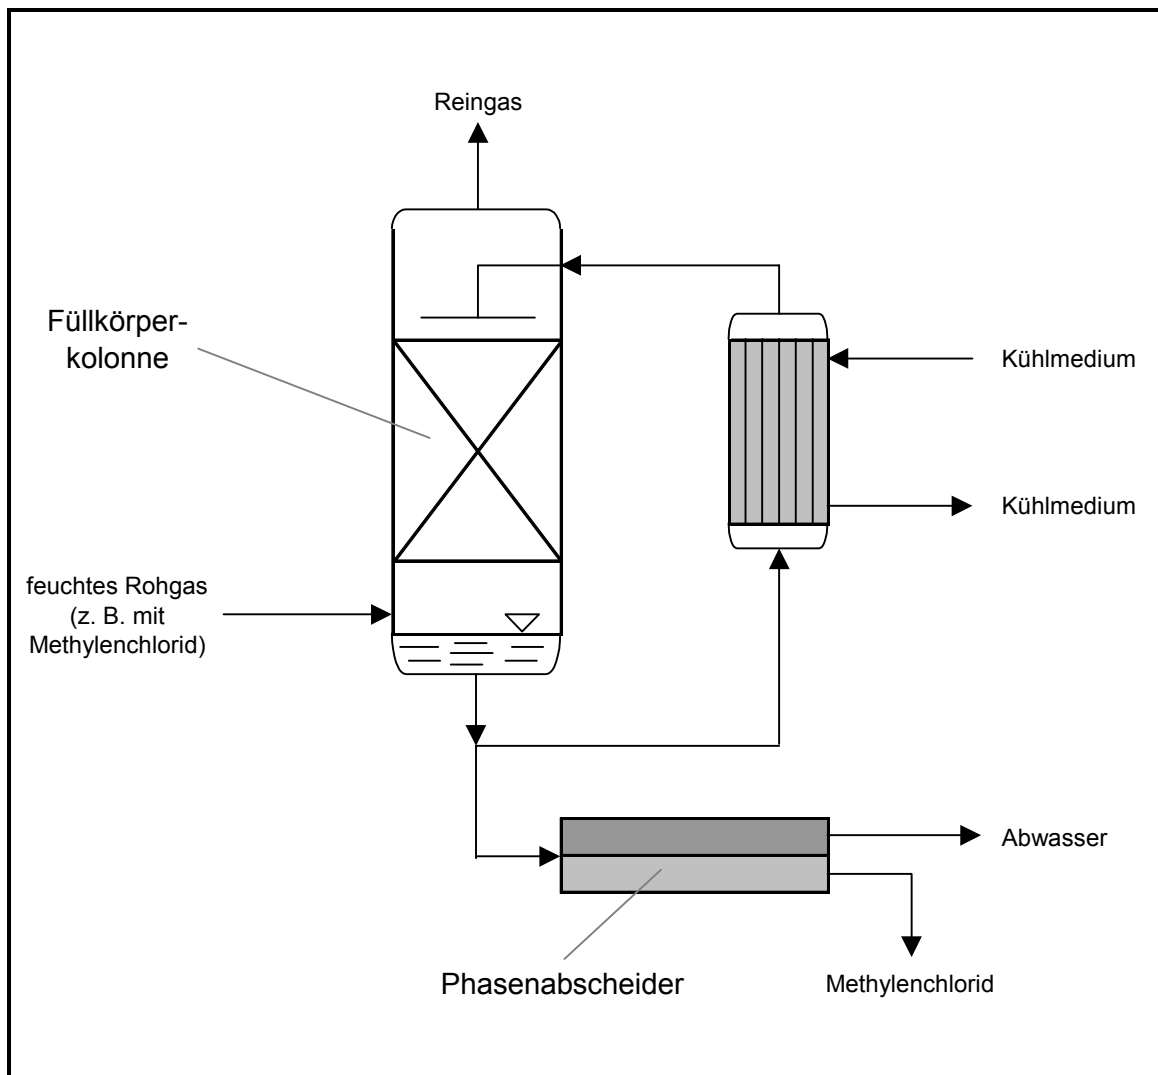 Reingas
Füllkörper-
kolonne
Kühlmedium
Kühlmedium
feuchtes Rohgas
(z. B. mit
Methylenchlorid)
Abwasser
Phasenabscheider
Methylenchlorid